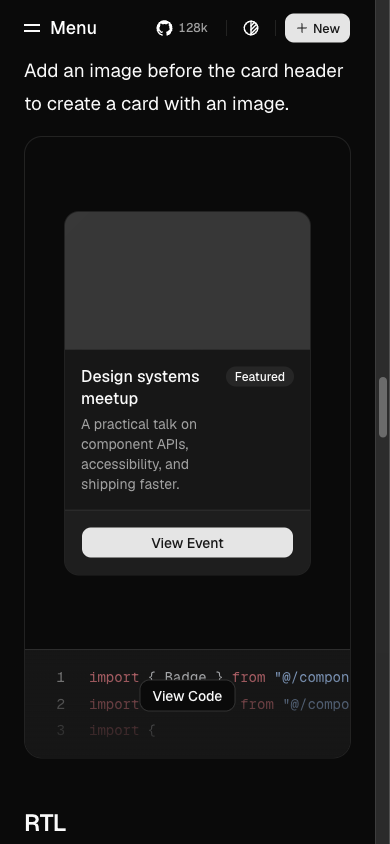 Menu 128k + New
Add an image before the card header
to create a card with an image.
Design systems Featured
meetup
A practical talk on
component APIs,
accessibility, and
shipping faster.
View Event
1 import { Badge } from "@/compon
2 import from "@/compo
View Code
3 import {
RTL